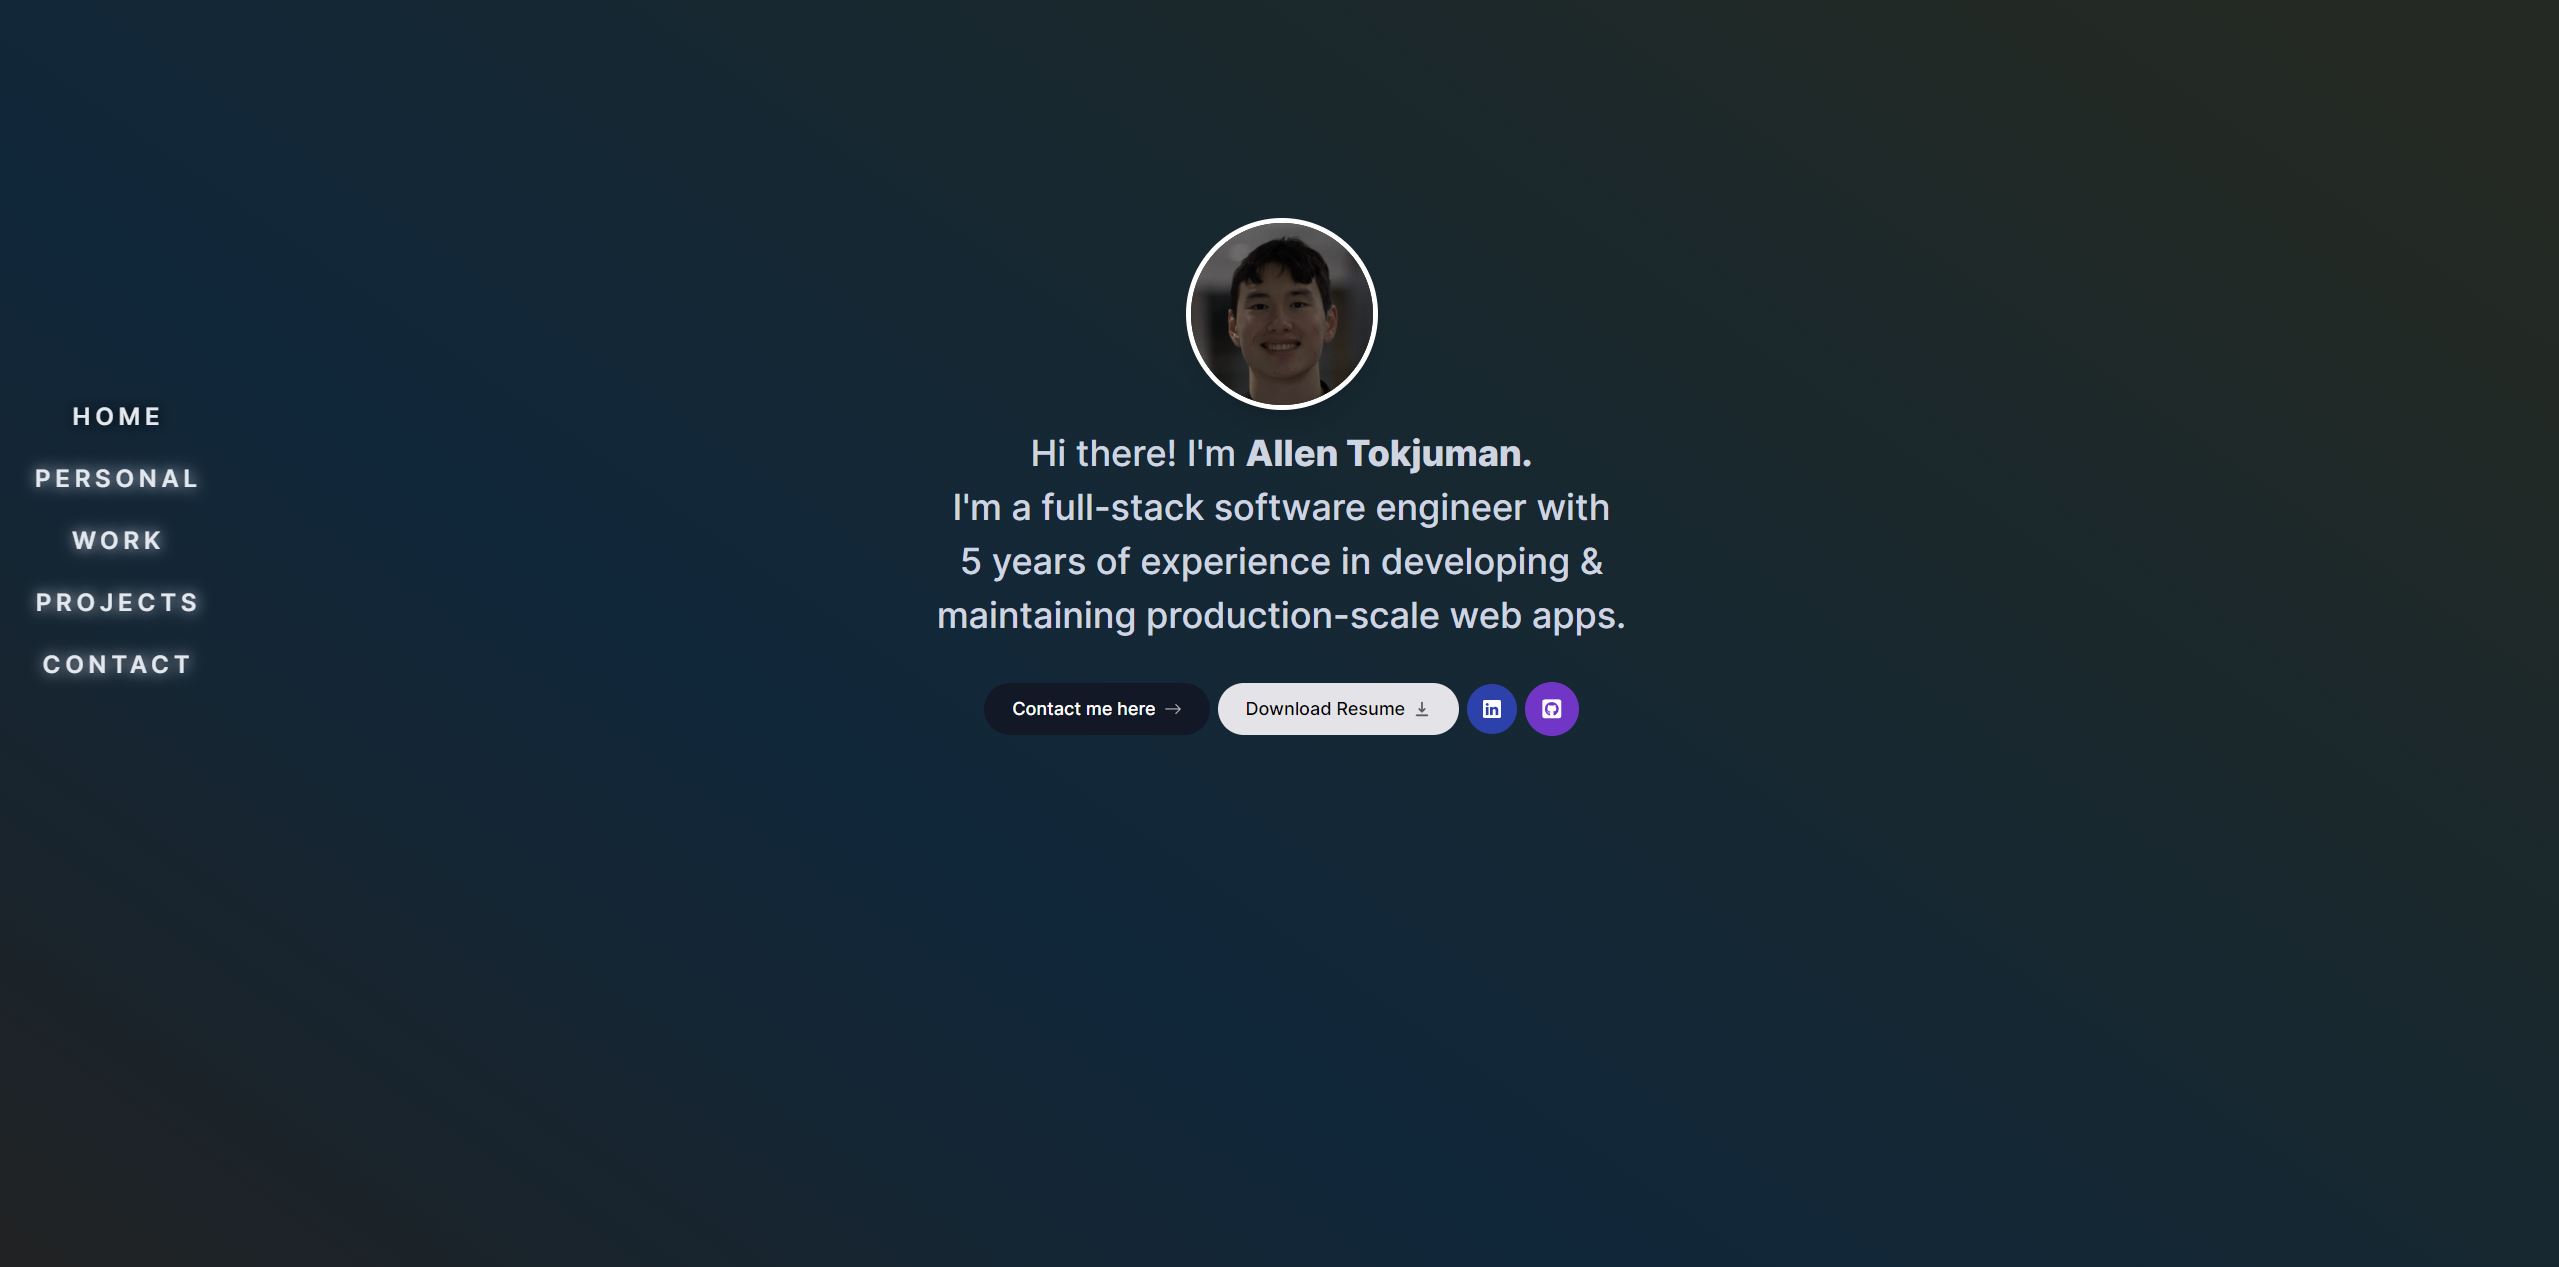 HOME
PERSONAL
WORK
PROJECTS
CONTACT
Hi there! I'm Allen Tokjuman.
I'm a full-stack software engineer with
5 years of experience in developing &
maintaining production-scale web apps.
Contact me here
Download Resume
in